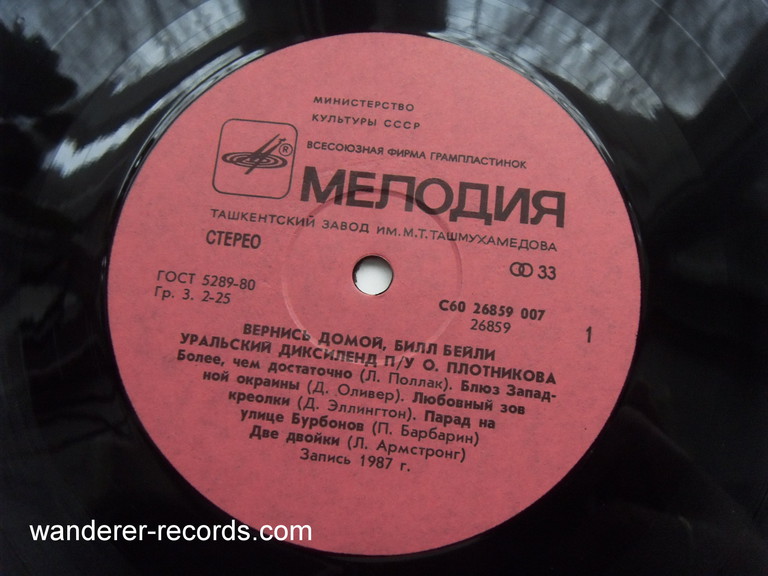 МИНИСТЕРСТВО
КУЛЬТУРЫ СССР
ВСЕСОЮЗНАЯ ФИРМА ГРАМПЛАСТИНОК
®
МЕЛОДИЯ
ТАШКЕНТСКИЙ ЗАВОД ИМ. М.Т. ТАШМУХАМЕДОВА
СТЕРЕО
33
ГОСТ 5289-80
Гр. 3. 2-25
С60 26859 007
26859
1
ВЕРНИСЬ ДОМОЙ, БИЛЛ БЕЙЛИ
УРАЛЬСКИЙ ДИКСИЛЕНД П/У О. ПЛОТНИКОВА
Более, чем достаточно (Л. Поллак). Блюз Запад-
ной окраины (Д. Оливер). Любовный зов
креолки (Д. Эллингтон). Парад на
улице Бурбонов (П. Барбарин)
Две двойки (Л. Армстронг)
Запись 1987 г.
wanderer-records.com